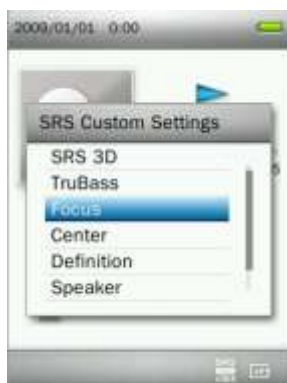 2009/01/01 0:00
SRS Custom Settings
SRS 3D
TruBass
Focus
Center
Definition
Speaker